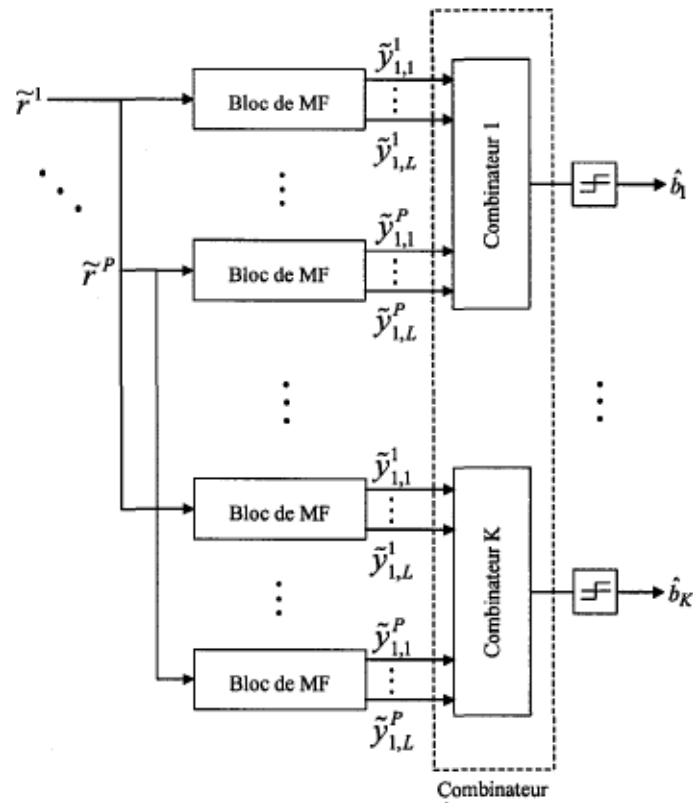 ỹ¹₁,₁
r̃¹ Bloc de MF
ỹ¹₁,L
Combinateur 1
b̂₁
ỹᴾ₁,₁
r̃ᴾ Bloc de MF
ỹᴾ₁,L
ỹ¹₁,₁
Bloc de MF
ỹ¹₁,L
Combinateur K
b̂K
ỹᴾ₁,₁
Bloc de MF
ỹᴾ₁,L
Combinateur